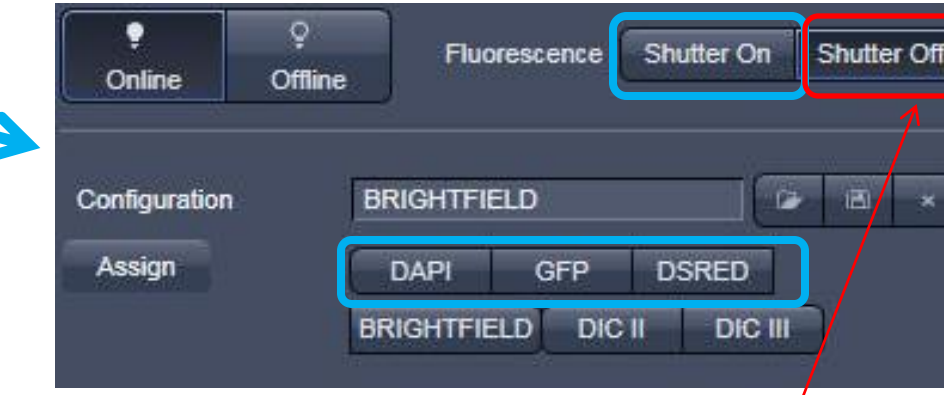 Online Offline Fluorescence Shutter On Shutter Off
Configuration BRIGHTFIELD
Assign DAPI GFP DSRED
BRIGHTFIELD DIC II DIC III